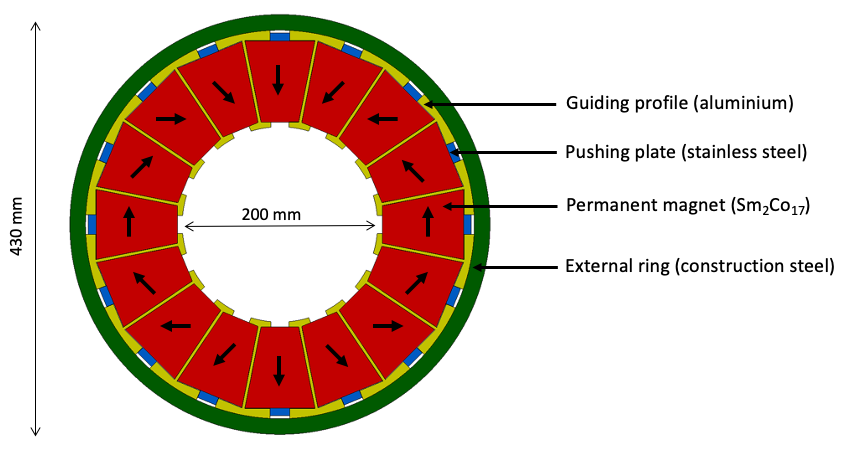 Guiding profile (aluminium)
Pushing plate (stainless steel)
Permanent magnet (Sm₂Co₁₇)
External ring (construction steel)
200 mm
430 mm